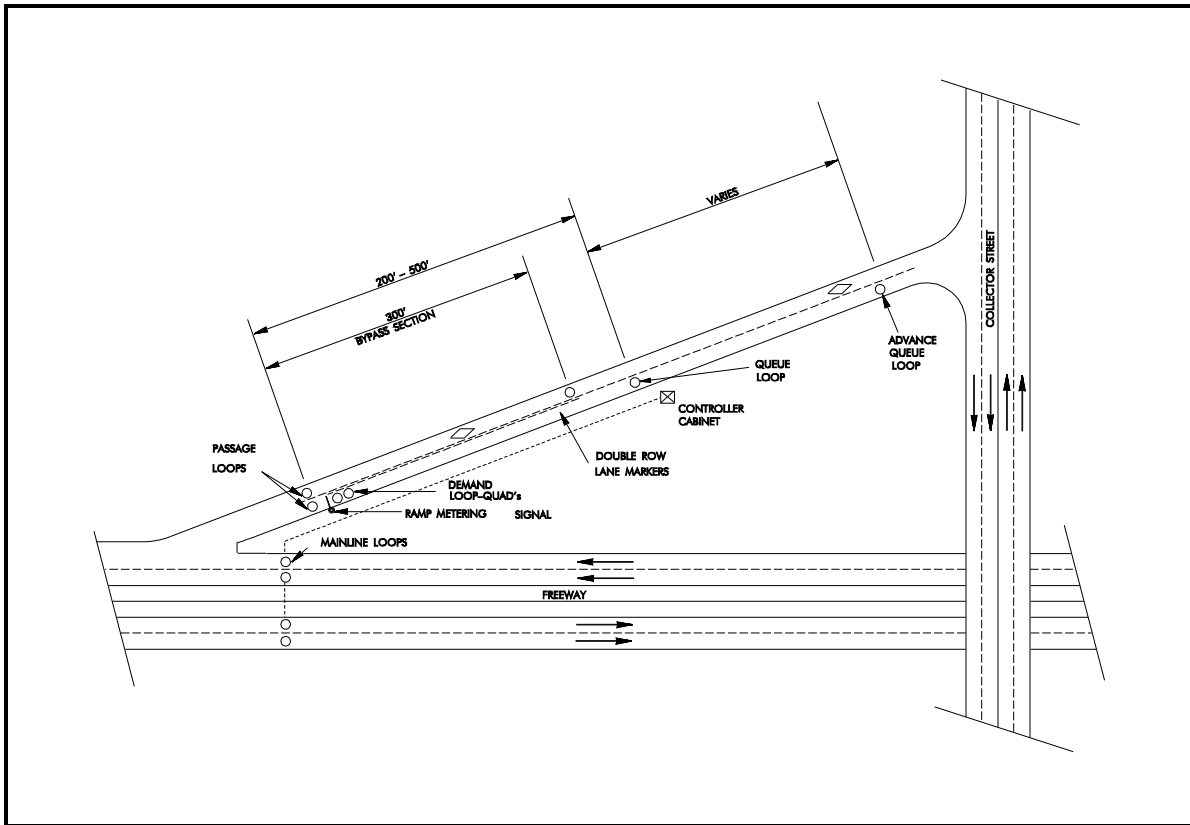 VARIES
200' – 500'
300'
BYPASS SECTION
COLLECTOR STREET
ADVANCE
QUEUE
LOOP
QUEUE
LOOP
CONTROLLER
CABINET
PASSAGE
LOOPS
DOUBLE ROW
LANE MARKERS
DEMAND
LOOP–QUAD's
RAMP METERING SIGNAL
MAINLINE LOOPS
FREEWAY